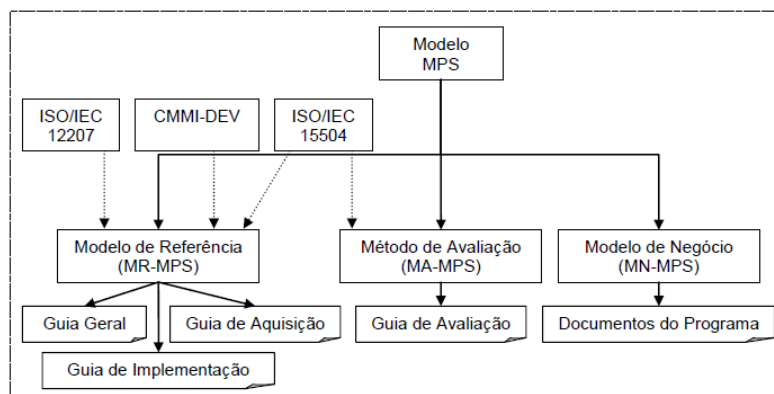 Modelo
MPS
ISO/IEC
12207
CMMI-DEV
ISO/IEC
15504
Modelo de Referência
(MR-MPS)
Método de Avaliação
(MA-MPS)
Modelo de Negócio
(MN-MPS)
Guia Geral
Guia de Aquisição
Guia de Avaliação
Documentos do Programa
Guia de Implementação